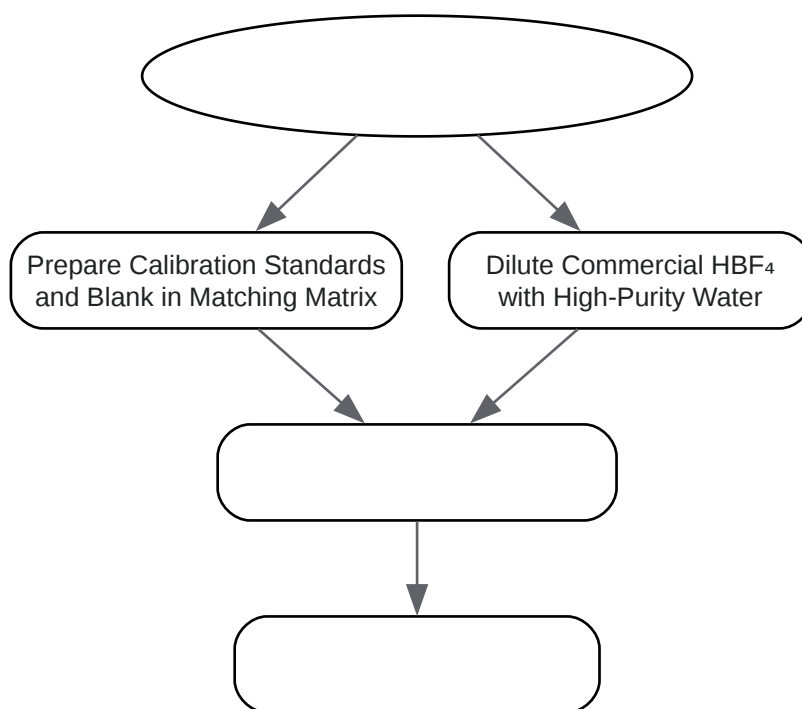 Prepare Calibration Standards
and Blank in Matching Matrix
Dilute Commercial HBF₄
with High-Purity Water